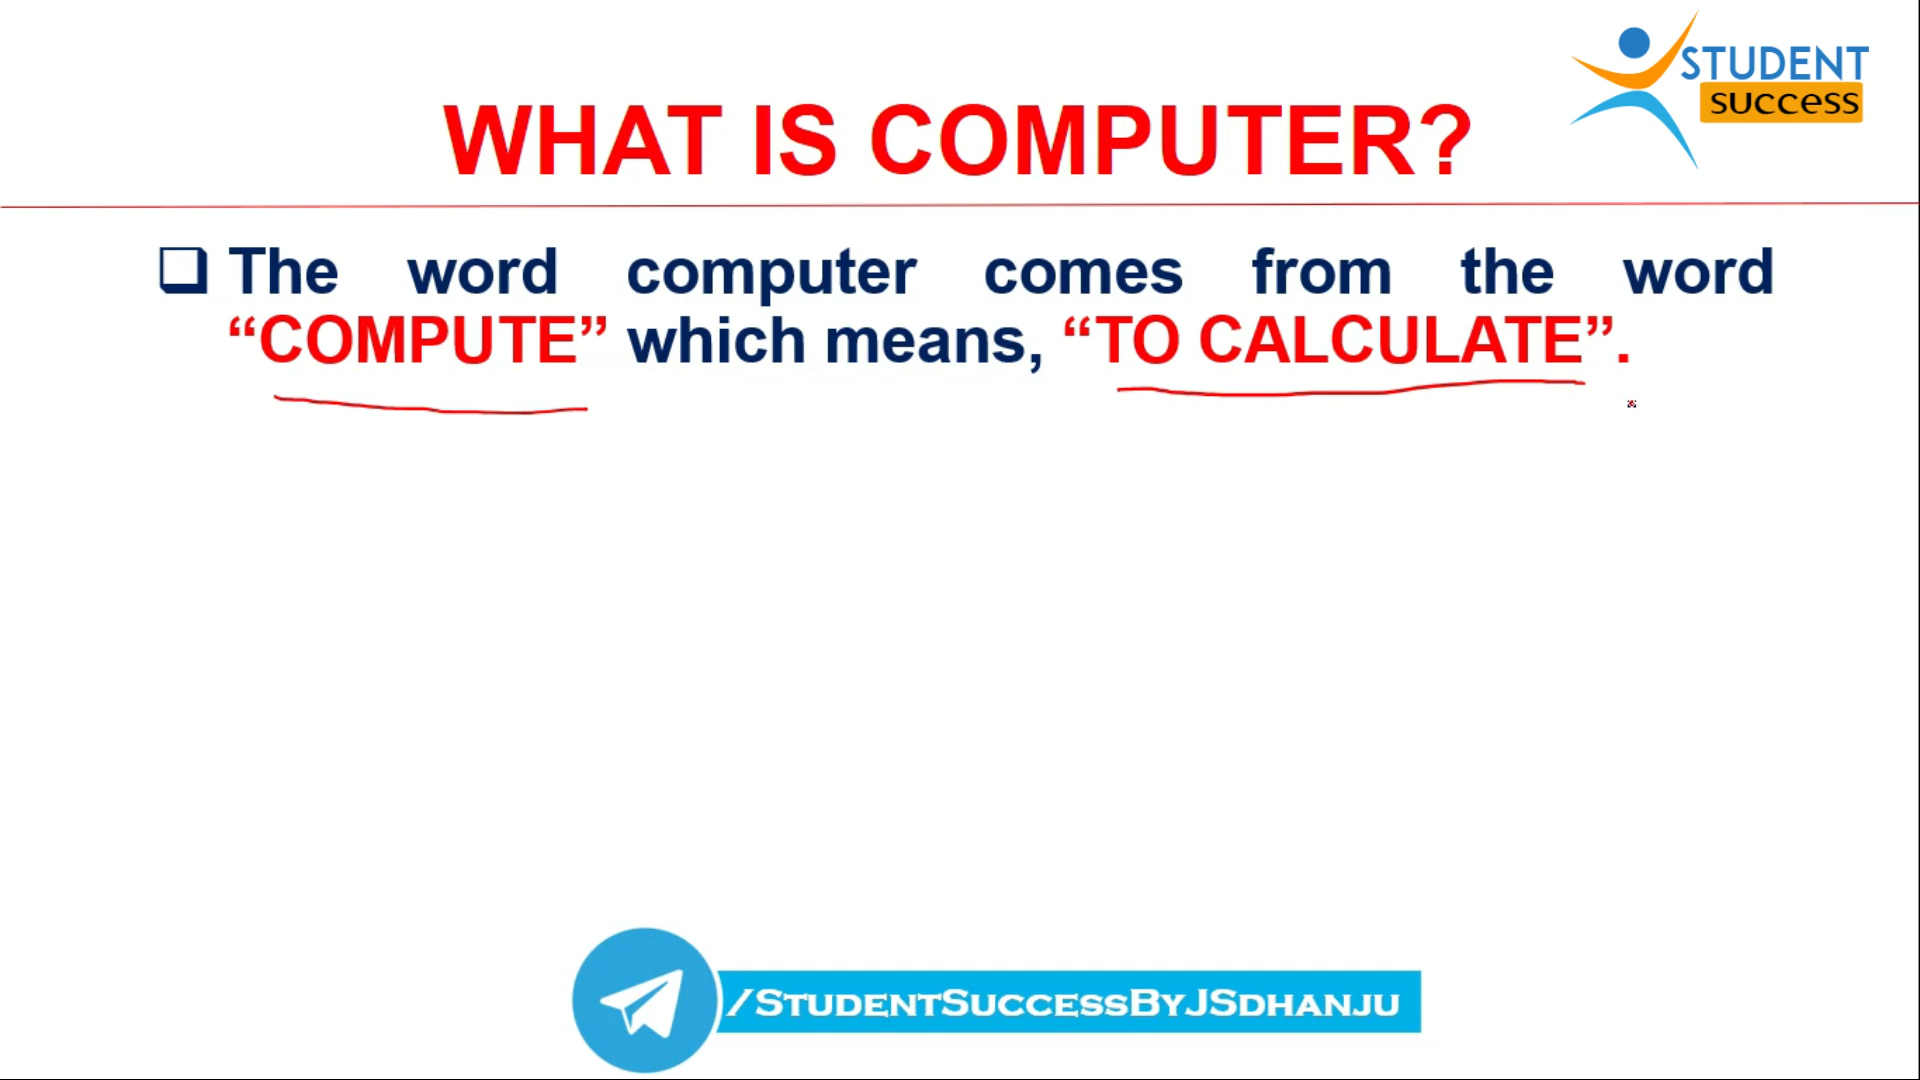 STUDENT
success
WHAT IS COMPUTER?
The word computer comes from the word
“COMPUTE” which means, “TO CALCULATE”.
/StudentSuccessByJSdhanju